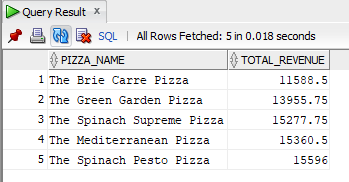 Query Result
SQL | All Rows Fetched: 5 in 0.018 seconds
PIZZA_NAME TOTAL_REVENUE
1 The Brie Carre Pizza 11588.5
2 The Green Garden Pizza 13955.75
3 The Spinach Supreme Pizza 15277.75
4 The Mediterranean Pizza 15360.5
5 The Spinach Pesto Pizza 15596